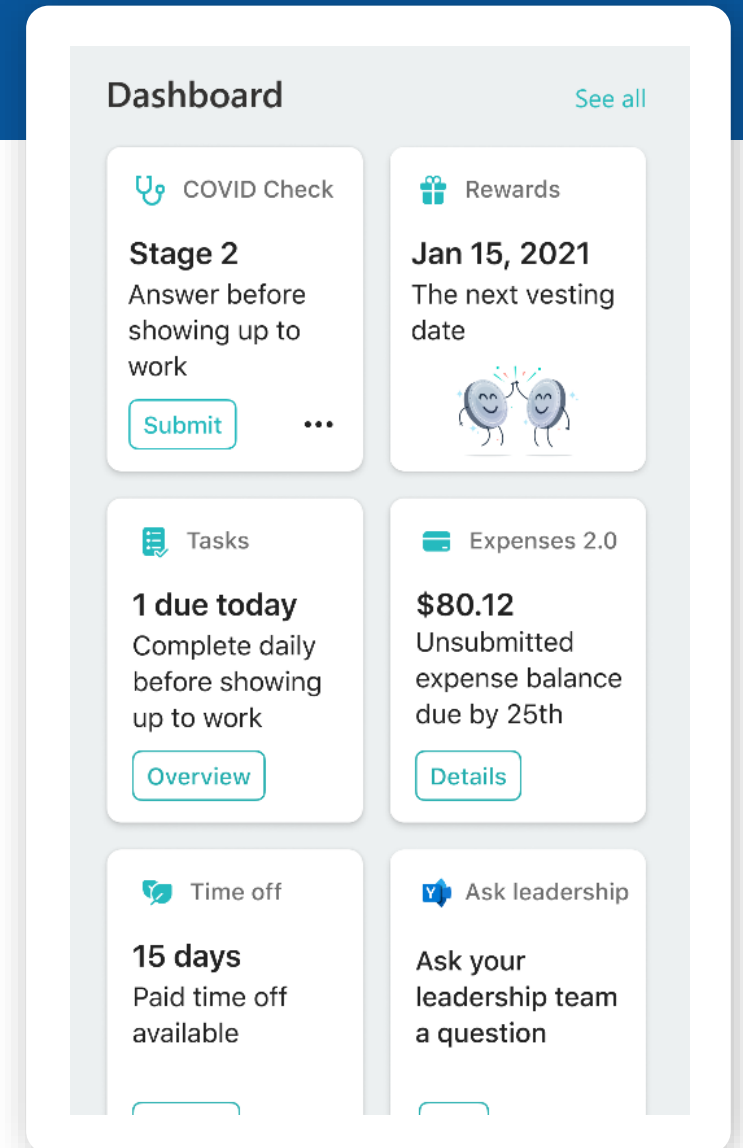 Dashboard
See all
COVID Check
Stage 2
Answer before
showing up to
work
Submit
Rewards
Jan 15, 2021
The next vesting
date
Tasks
1 due today
Complete daily
before showing
up to work
Overview
Expenses 2.0
$80.12
Unsubmitted
expense balance
due by 25th
Details
Time off
15 days
Paid time off
available
Y
Ask leadership
Ask your
leadership team
a question